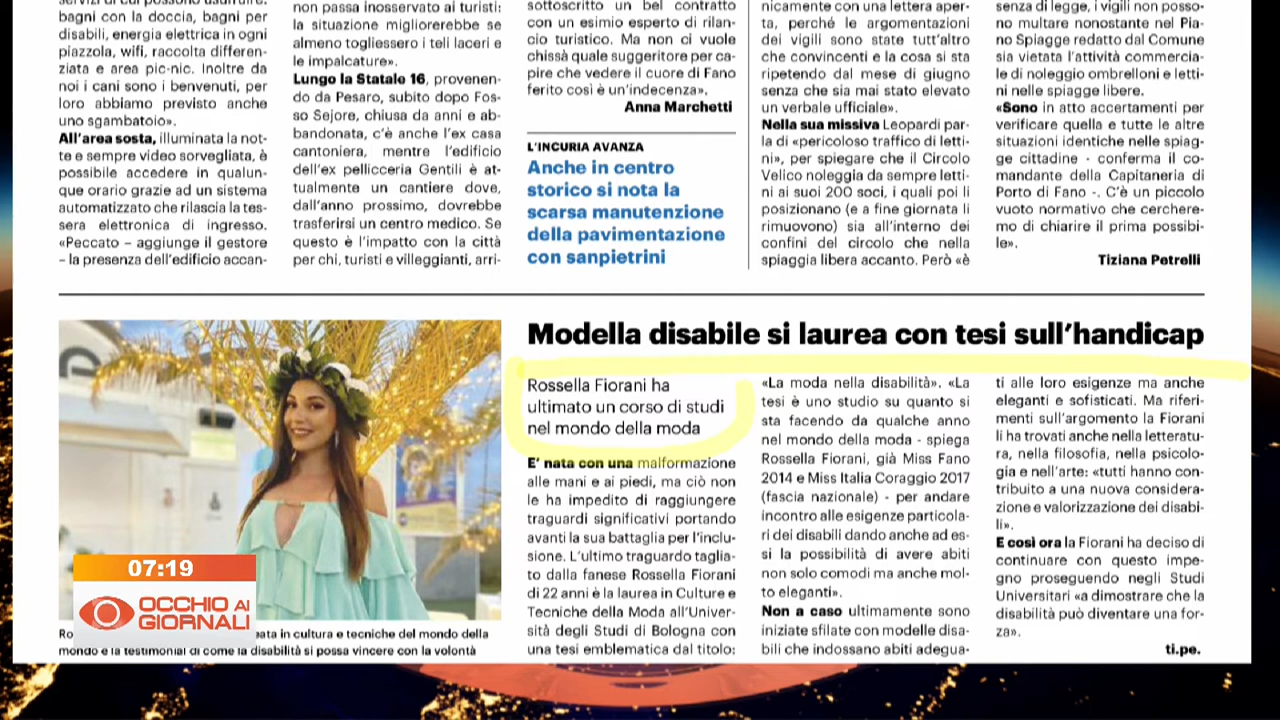 servizi di cui possono usufruire:
bagni con la doccia, bagni per
disabili, energia elettrica in ogni
piazzola, wifi, raccolta differen-
ziata e area pic-nic. Inoltre da
noi i cani sono i benvenuti, per
loro abbiamo previsto anche
uno sgambatoio».
All'area sosta, illuminata la not-
te e sempre video sorvegliata, è
possibile accedere in qualun-
que orario grazie ad un sistema
automatizzato che rilascia la tes-
sera elettronica di ingresso.
«Peccato – aggiunge il gestore
– la presenza dell'edificio accan-
non passa inosservato ai turisti:
la situazione migliorerebbe se
almeno togliessero i teli laceri e
le impalcature».
Lungo la Statale 16, provenen-
do da Pesaro, subito dopo Fos-
so Sejore, chiusa da anni e ab-
bandonata, c'è anche l'ex casa
cantoniera, mentre l'edificio
dell'ex pellicceria Gentili è at-
tualmente un cantiere dove,
dall'anno prossimo, dovrebbe
trasferirsi un centro medico. Se
questo è l'impatto con la città
per chi, turisti e villeggianti, arri-
sottoscritto un bel contratto
con un esimio esperto di rilan-
cio turistico. Ma non ci vuole
chissà quale suggeritore per ca-
pire che vedere il cuore di Fano
ferito così è un'indecenza».
Anna Marchetti
L'INCURIA AVANZA
Anche in centro
storico si nota la
scarsa manutenzione
della pavimentazione
con sanpietrini
nicamente con una lettera aper-
ta, perché le argomentazioni
dei vigili sono state tutt'altro
che convincenti e la cosa si sta
ripetendo dal mese di giugno
senza che sia mai stato elevato
un verbale ufficiale».
Nella sua missiva Leopardi par-
la di «pericoloso traffico di letti-
ni», per spiegare che il Circolo
Velico noleggia da sempre letti-
ni ai suoi 200 soci, i quali poi li
posizionano (e a fine giornata li
rimuovono) sia all'interno dei
confini del circolo che nella
spiaggia libera accanto. Però «è
senza di legge, i vigili non posso-
no multare nonostante nel Pia-
no Spiagge redatto dal Comune
sia vietata l'attività commercia-
le di noleggio ombrelloni e letti-
ni nelle spiagge libere.
«Sono in atto accertamenti per
verificare quella e tutte le altre
situazioni identiche nelle spiag-
ge cittadine - conferma il co-
mandante della Capitaneria di
Porto di Fano -. C'è un piccolo
vuoto normativo che cerchere-
mo di chiarire il prima possibi-
le».
Tiziana Petrelli
Modella disabile si laurea con tesi sull'handicap
Rossella Fiorani ha
ultimato un corso di studi
nel mondo della moda
E' nata con una malformazione
alle mani e ai piedi, ma ciò non
le ha impedito di raggiungere
traguardi significativi portando
avanti la sua battaglia per l'inclu-
sione. L'ultimo traguardo taglia-
to dalla fanese Rossella Fiorani
di 22 anni è la laurea in Culture e
Tecniche della Moda all'Univer-
sità degli Studi di Bologna con
una tesi emblematica dal titolo:
«La moda nella disabilità». «La
tesi è uno studio su quanto si
sta facendo da qualche anno
nel mondo della moda - spiega
Rossella Fiorani, già Miss Fano
2014 e Miss Italia Coraggio 2017
(fascia nazionale) - per andare
incontro alle esigenze particola-
ri dei disabili dando anche ad es-
si la possibilità di avere abiti
non solo comodi ma anche mol-
to eleganti».
Non a caso ultimamente sono
iniziate sfilate con modelle disa-
bili che indossano abiti adegua-
ti alle loro esigenze ma anche
eleganti e sofisticati. Ma riferi-
menti sull'argomento la Fiorani
li ha trovati anche nella letteratu-
ra, nella filosofia, nella psicolo-
gia e nell'arte: «tutti hanno con-
tribuito a una nuova considera-
zione e valorizzazione dei disabi-
li».
E così ora la Fiorani ha deciso di
continuare con questo impe-
gno proseguendo negli Studi
Universitari «a dimostrare che la
disabilità può diventare una for-
za».
ti.pe.
07:19
OCCHIO AI
GIORNALI
in cultura e tecniche del mondo della
mondo e la testimonial di come la disabilità si possa vincere con la volontà